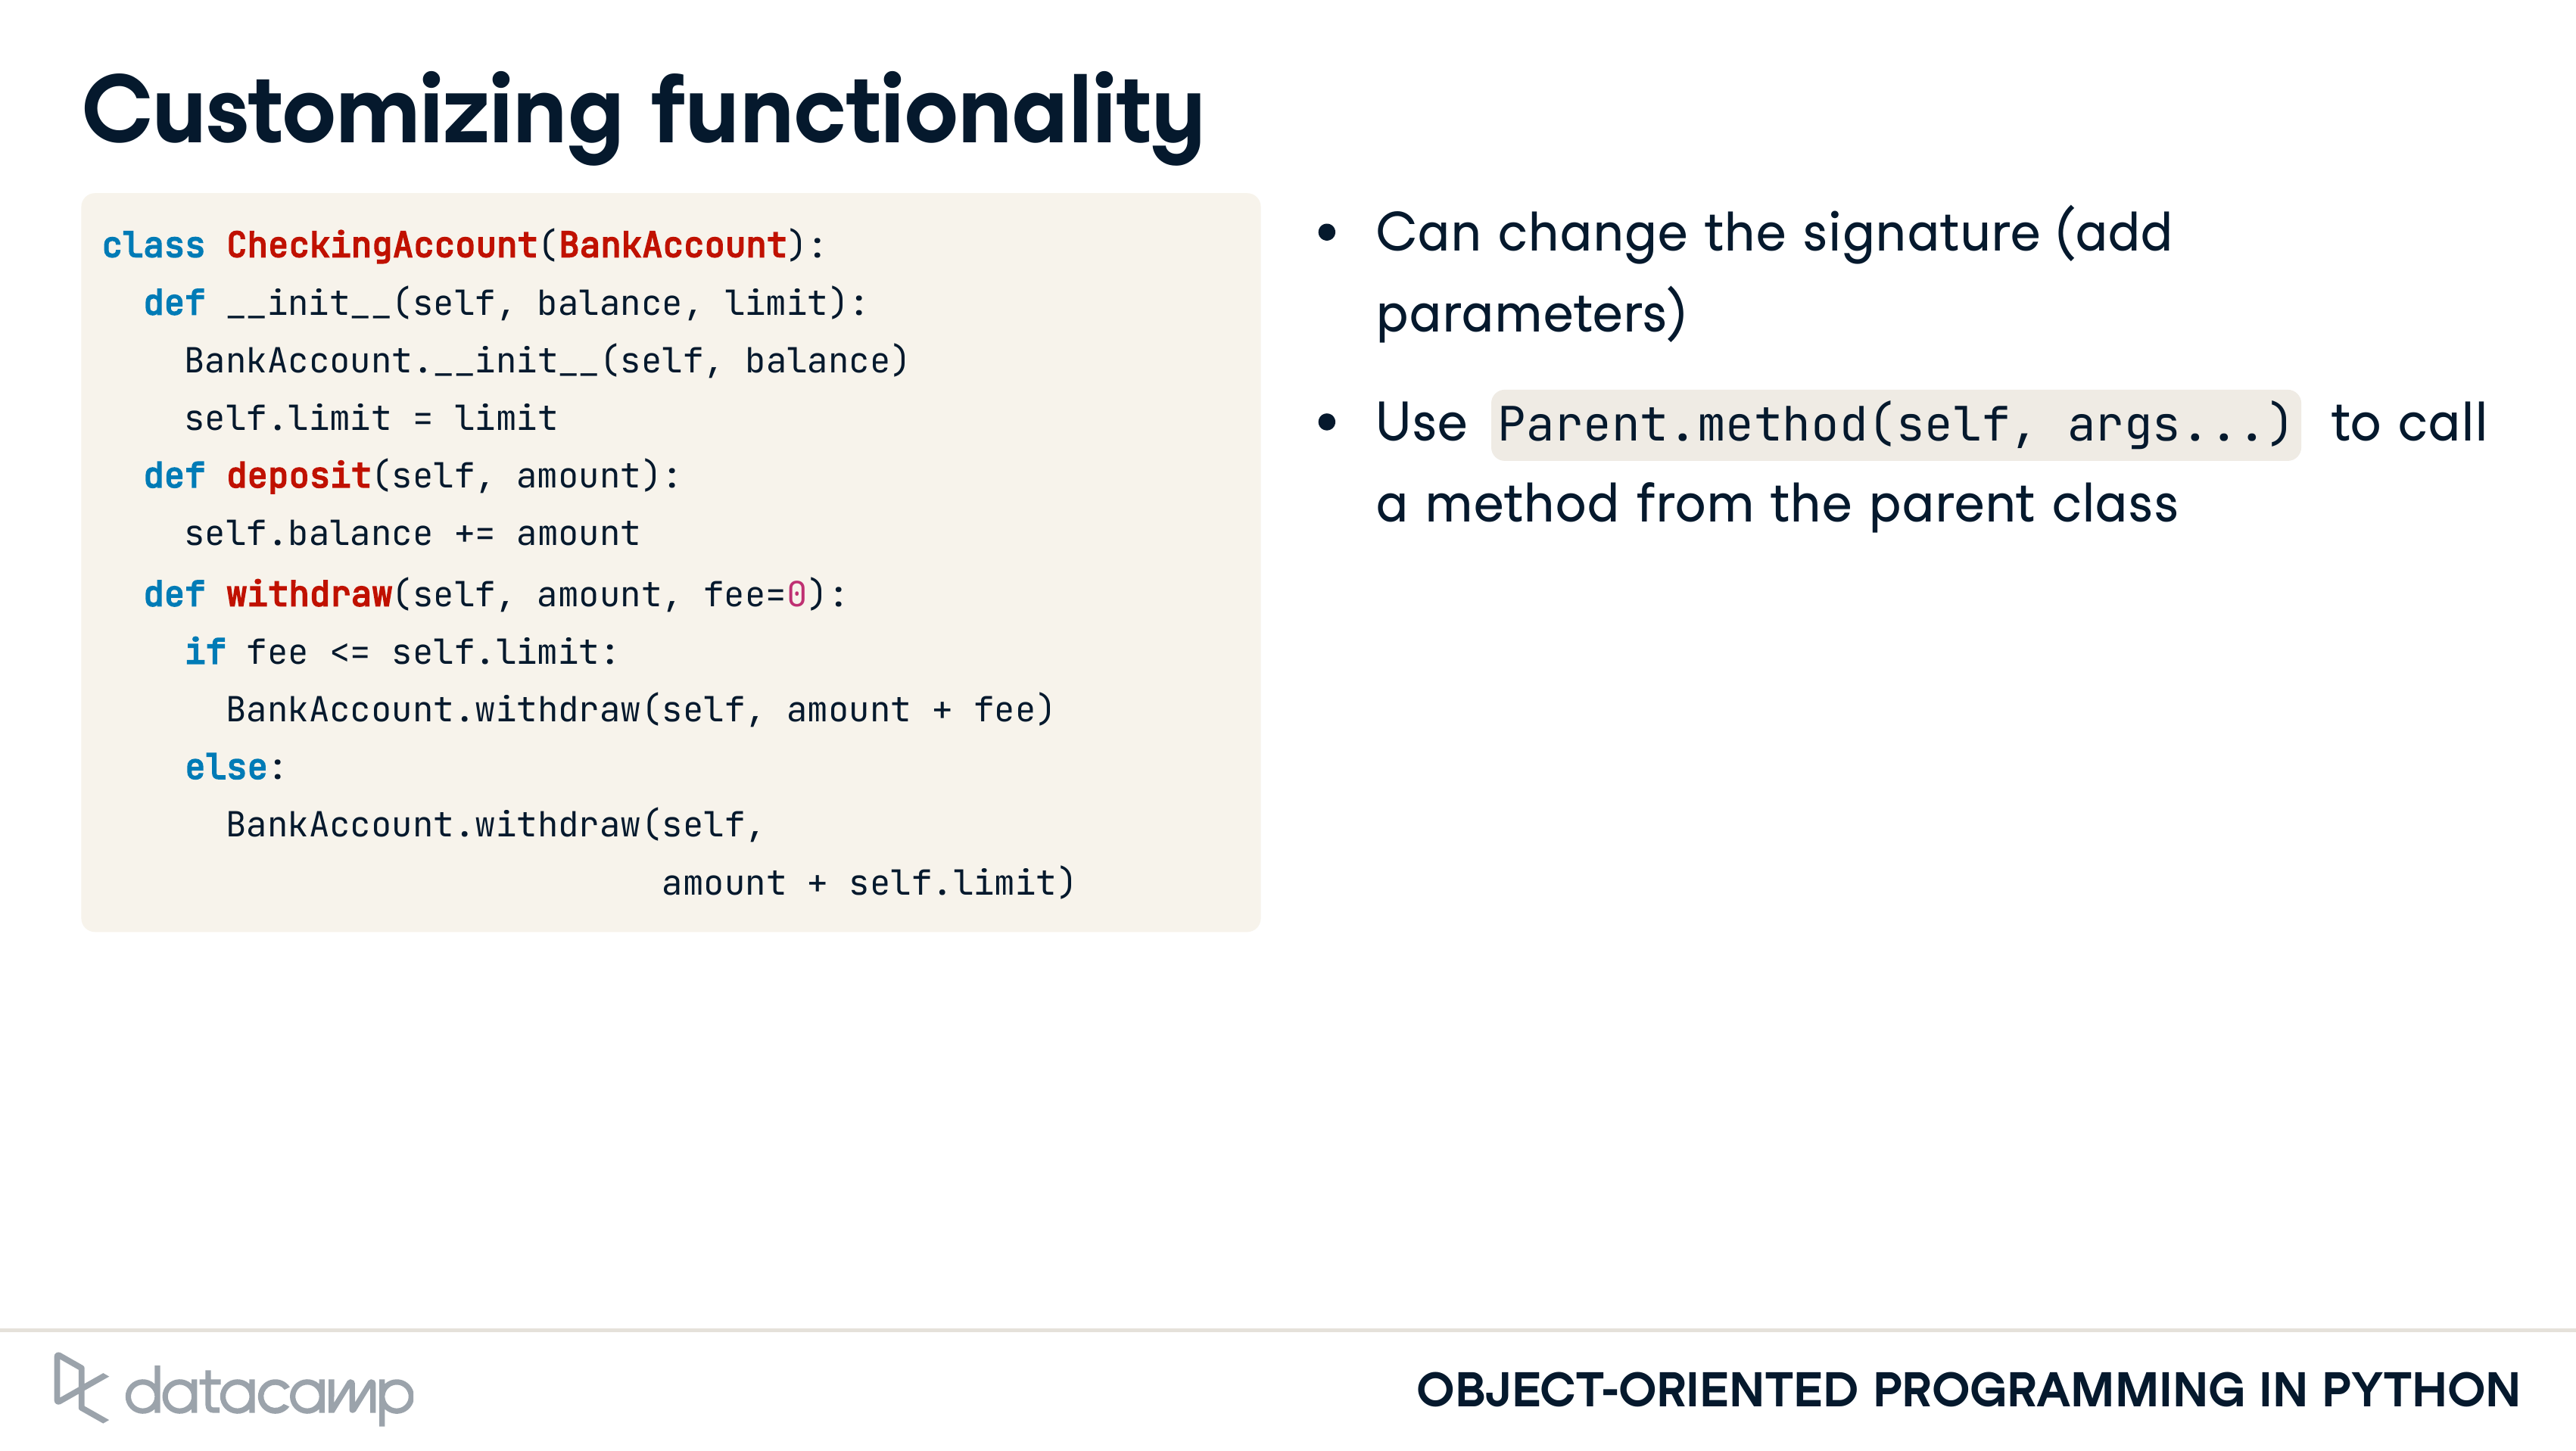 Customizing functionality
class CheckingAccount(BankAccount):
  def __init__(self, balance, limit):
    BankAccount.__init__(self, balance)
    self.limit = limit
  def deposit(self, amount):
    self.balance += amount
  def withdraw(self, amount, fee=0):
    if fee <= self.limit:
      BankAccount.withdraw(self, amount + fee)
    else:
      BankAccount.withdraw(self,
                           amount + self.limit)
• Can change the signature (add
parameters)
• Use Parent.method(self, args...) to call
a method from the parent class
datacamp
OBJECT-ORIENTED PROGRAMMING IN PYTHON